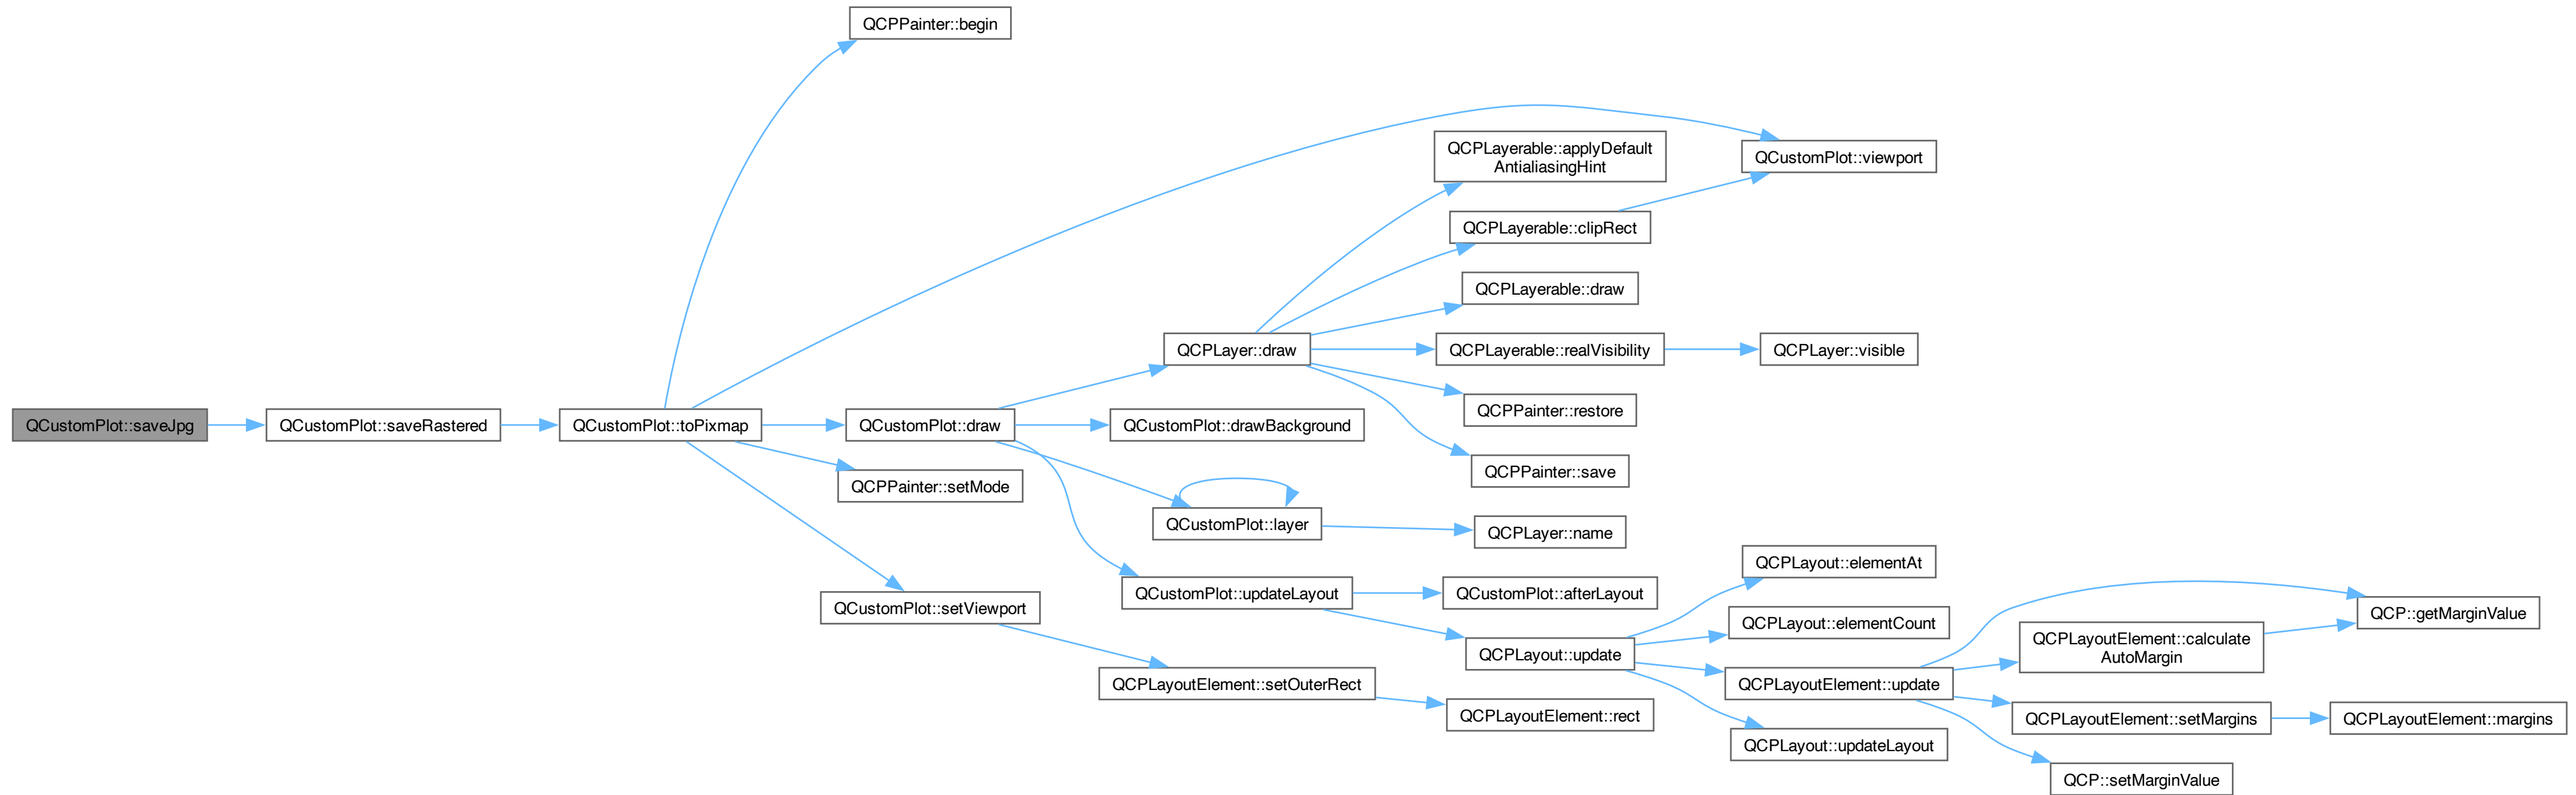 QCPPainter::begin
QCPLayerable::applyDefault
AntialiasingHint
QCustomPlot::viewport
QCPLayerable::clipRect
QCPLayerable::draw
QCPLayer::draw
QCPLayerable::realVisibility
QCPLayer::visible
QCPPainter::restore
QCustomPlot::saveJpg
QCustomPlot::saveRastered
QCustomPlot::toPixmap
QCustomPlot::draw
QCustomPlot::drawBackground
QCPPainter::save
QCPPainter::setMode
QCustomPlot::layer
QCPLayer::name
QCPLayout::elementAt
QCustomPlot::updateLayout
QCustomPlot::afterLayout
QCustomPlot::setViewport
QCPLayout::elementCount
QCP::getMarginValue
QCPLayoutElement::calculate
AutoMargin
QCPLayout::update
QCPLayoutElement::setOuterRect
QCPLayoutElement::update
QCPLayoutElement::rect
QCPLayoutElement::setMargins
QCPLayoutElement::margins
QCPLayout::updateLayout
QCP::setMarginValue